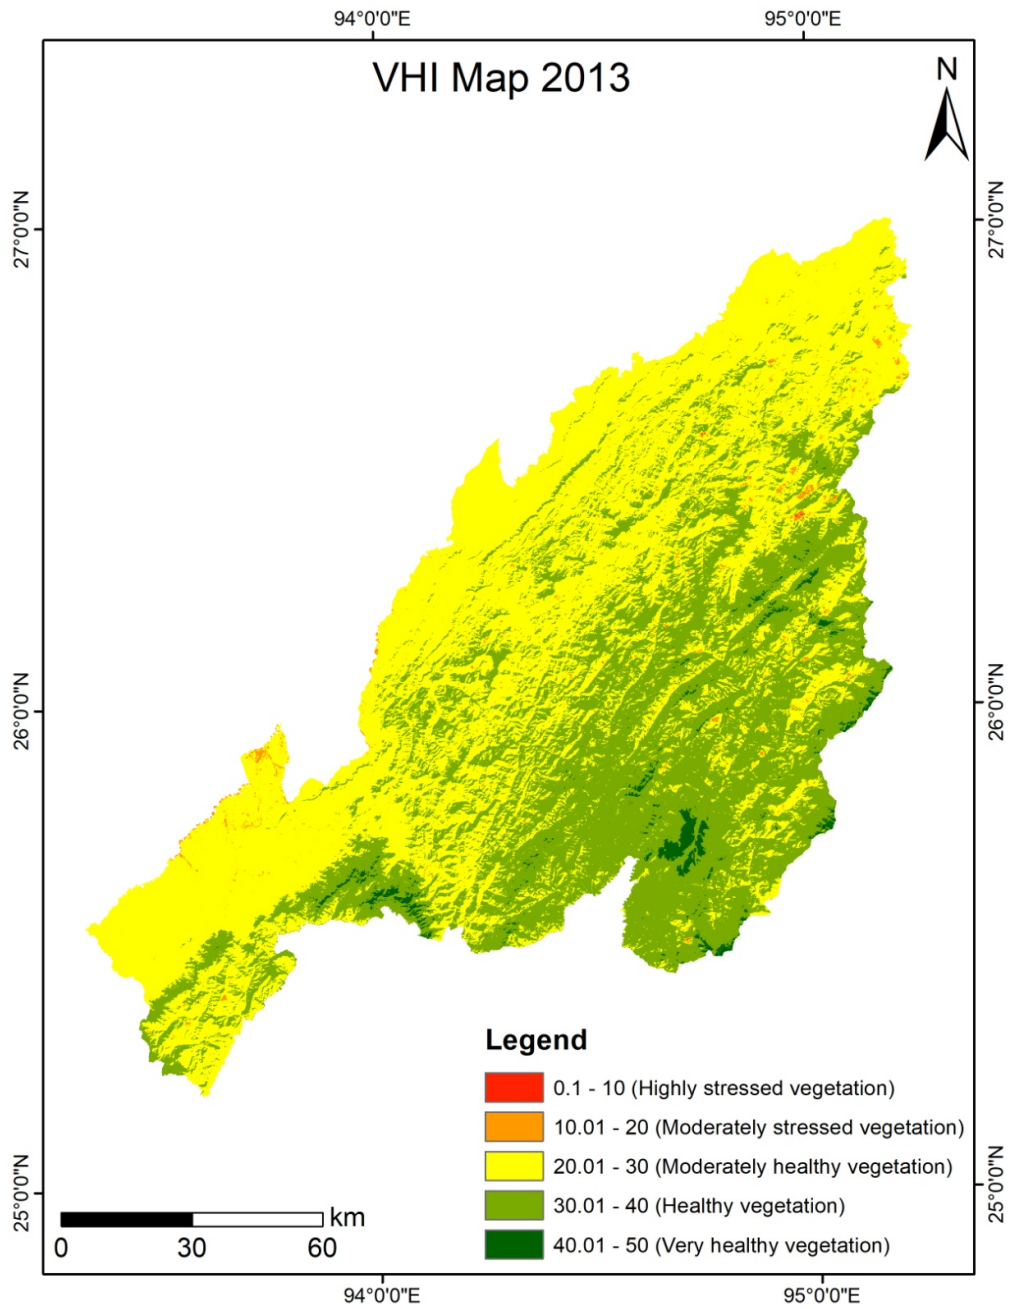 94°0'0"E 95°0'0"E
VHI Map 2013
N
27°0'0"N 27°0'0"N
26°0'0"N 26°0'0"N
25°0'0"N 25°0'0"N
Legend
0.1 - 10 (Highly stressed vegetation)
10.01 - 20 (Moderately stressed vegetation)
20.01 - 30 (Moderately healthy vegetation)
30.01 - 40 (Healthy vegetation)
40.01 - 50 (Very healthy vegetation)
km
0 30 60
94°0'0"E 95°0'0"E